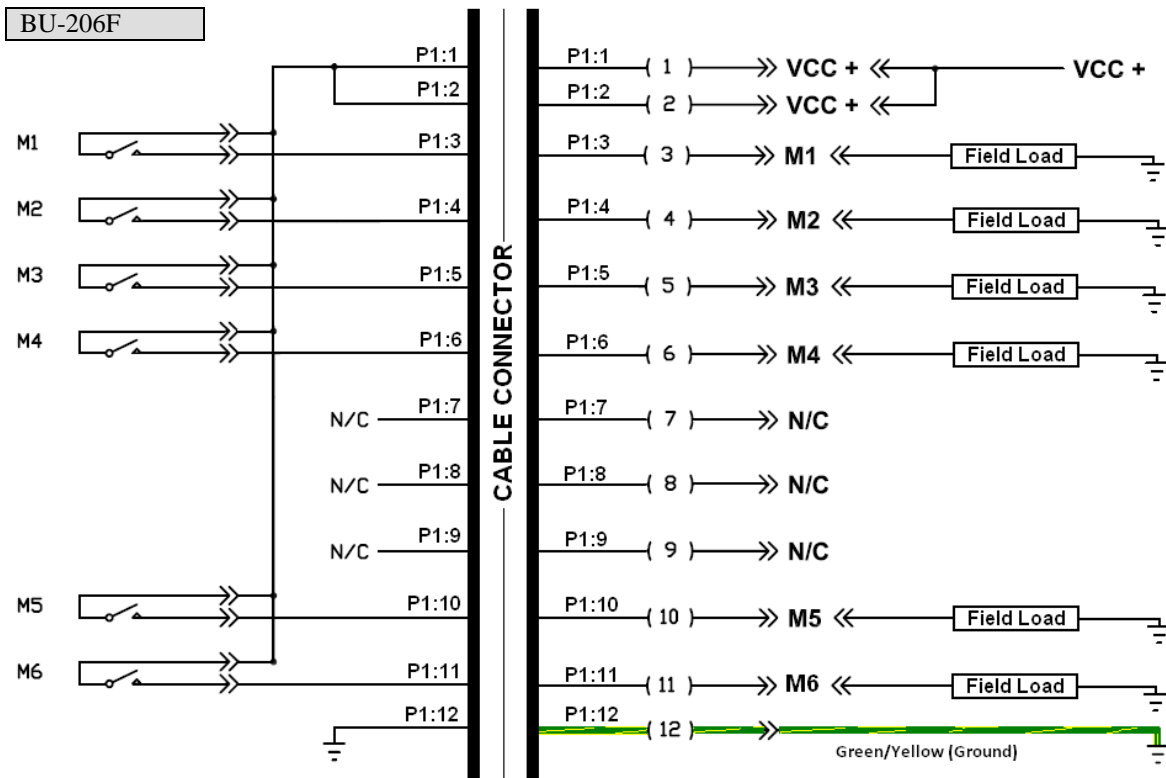 BU-206F
P1:1 P1:1 ( 1 ) VCC + VCC +
P1:2 P1:2 ( 2 ) VCC +
M1 P1:3 P1:3 ( 3 ) M1 Field Load
M2 P1:4 P1:4 ( 4 ) M2 Field Load
M3 P1:5 P1:5 ( 5 ) M3 Field Load
M4 P1:6 P1:6 ( 6 ) M4 Field Load
CABLE CONNECTOR
N/C P1:7 P1:7 ( 7 ) N/C
N/C P1:8 P1:8 ( 8 ) N/C
N/C P1:9 P1:9 ( 9 ) N/C
M5 P1:10 P1:10 ( 10 ) M5 Field Load
M6 P1:11 P1:11 ( 11 ) M6 Field Load
P1:12 P1:12 ( 12 )
Green/Yellow (Ground)